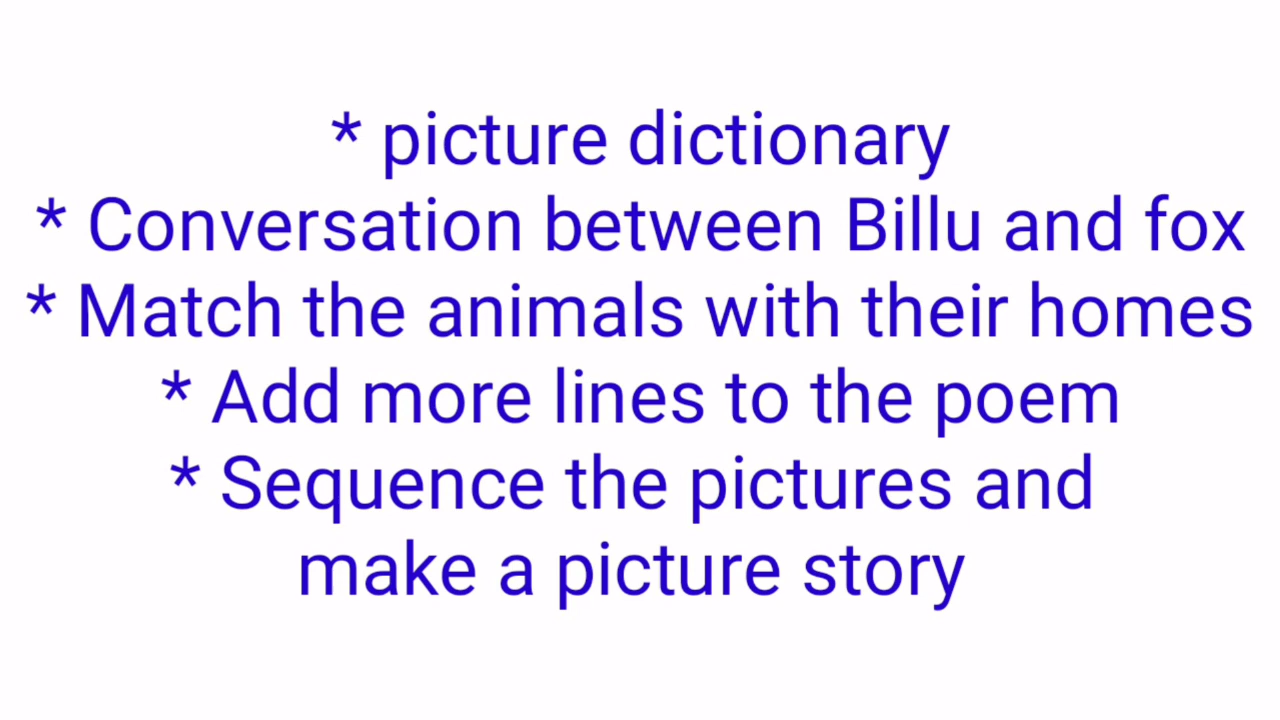 * picture dictionary
* Conversation between Billu and fox
* Match the animals with their homes
* Add more lines to the poem
* Sequence the pictures and
make a picture story